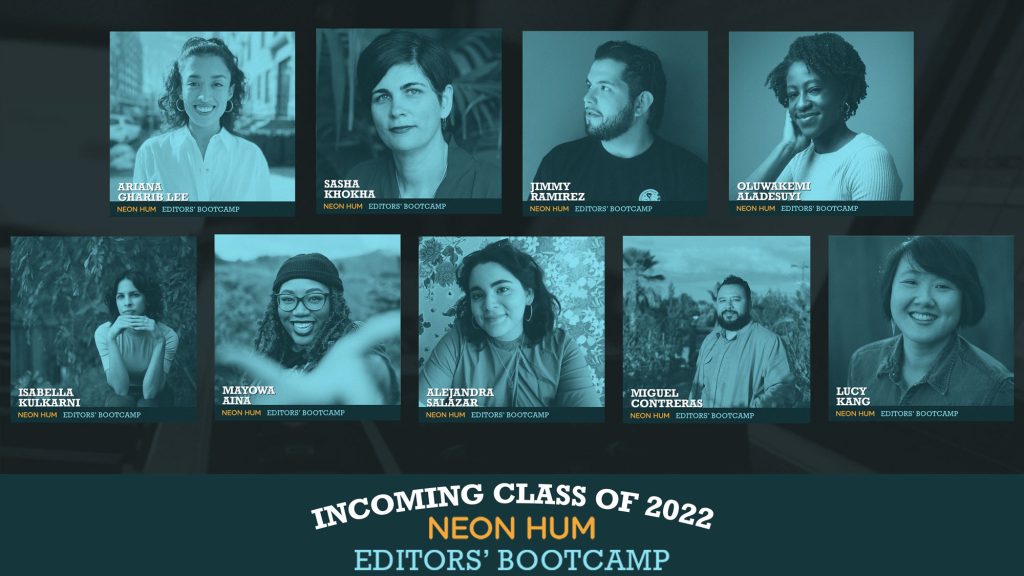 ARIANA
GHARIB LEE
NEON HUM EDITORS' BOOTCAMP
SASHA
KHOKHA
NEON HUM EDITORS' BOOTCAMP
JIMMY
RAMIREZ
NEON HUM EDITORS' BOOTCAMP
OLUWAKEMI
ALADESUYI
NEON HUM EDITORS' BOOTCAMP
ISABELLA
KULKARNI
NEON HUM EDITORS' BOOTCAMP
MAYOWA
AINA
NEON HUM EDITORS' BOOTCAMP
ALEJANDRA
SALAZAR
NEON HUM EDITORS' BOOTCAMP
MIGUEL
CONTRERAS
NEON HUM EDITORS' BOOTCAMP
LUCY
KANG
NEON HUM EDITORS' BOOTCAMP
INCOMING CLASS OF 2022
NEON HUM
EDITORS' BOOTCAMP